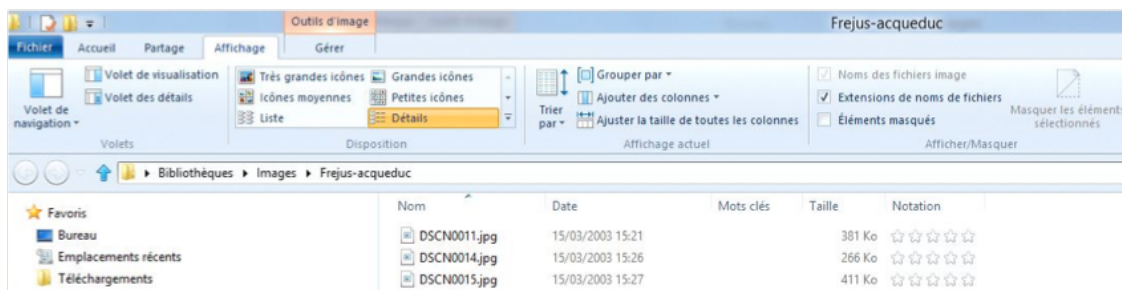 Outils d'image
Frejus-acqueduc
Fichier Accueil Partage Affichage Gérer
Volet de navigation
Volet de visualisation
Volet des détails
Volets
Très grandes icônes Grandes icônes
Icônes moyennes Petites icônes
Liste Détails
Disposition
Trier par
Grouper par
Ajouter des colonnes
Ajuster la taille de toutes les colonnes
Affichage actuel
Noms des fichiers image
Extensions de noms de fichiers
Éléments masqués
Masquer les éléments sélectionnés
Afficher/Masquer
Bibliothèques Images Frejus-acqueduc
Favoris
Bureau
Emplacements récents
Téléchargements
Nom Date Mots clés Taille Notation
DSCN0011.jpg 15/03/2003 15:21 381 Ko
DSCN0014.jpg 15/03/2003 15:26 266 Ko
DSCN0015.jpg 15/03/2003 15:27 411 Ko